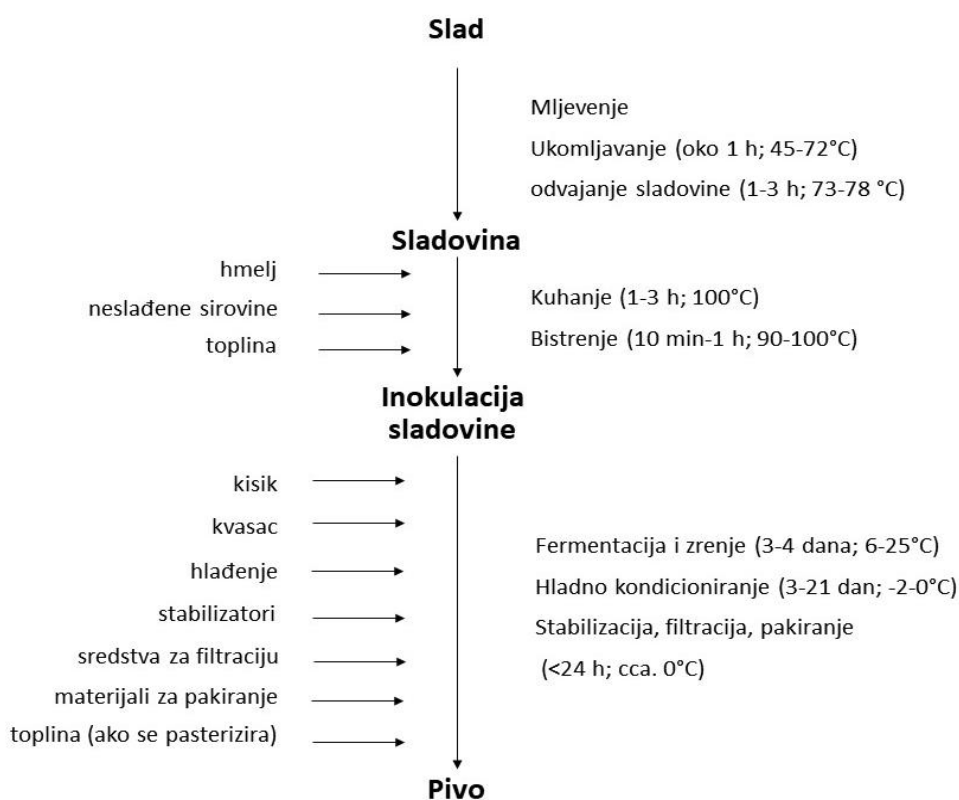 Slad
Mljevenje
Ukomljavanje (oko 1 h; 45-72°C)
odvajanje sladovine (1-3 h; 73-78 °C)
Sladovina
hmelj
neslađene sirovine
toplina
Kuhanje (1-3 h; 100°C)
Bistrenje (10 min-1 h; 90-100°C)
Inokulacija
sladovine
kisik
kvasac
hlađenje
stabilizatori
sredstva za filtraciju
materijali za pakiranje
toplina (ako se pasterizira)
Fermentacija i zrenje (3-4 dana; 6-25°C)
Hladno kondicioniranje (3-21 dan; -2-0°C)
Stabilizacija, filtracija, pakiranje
(<24 h; cca. 0°C)
Pivo